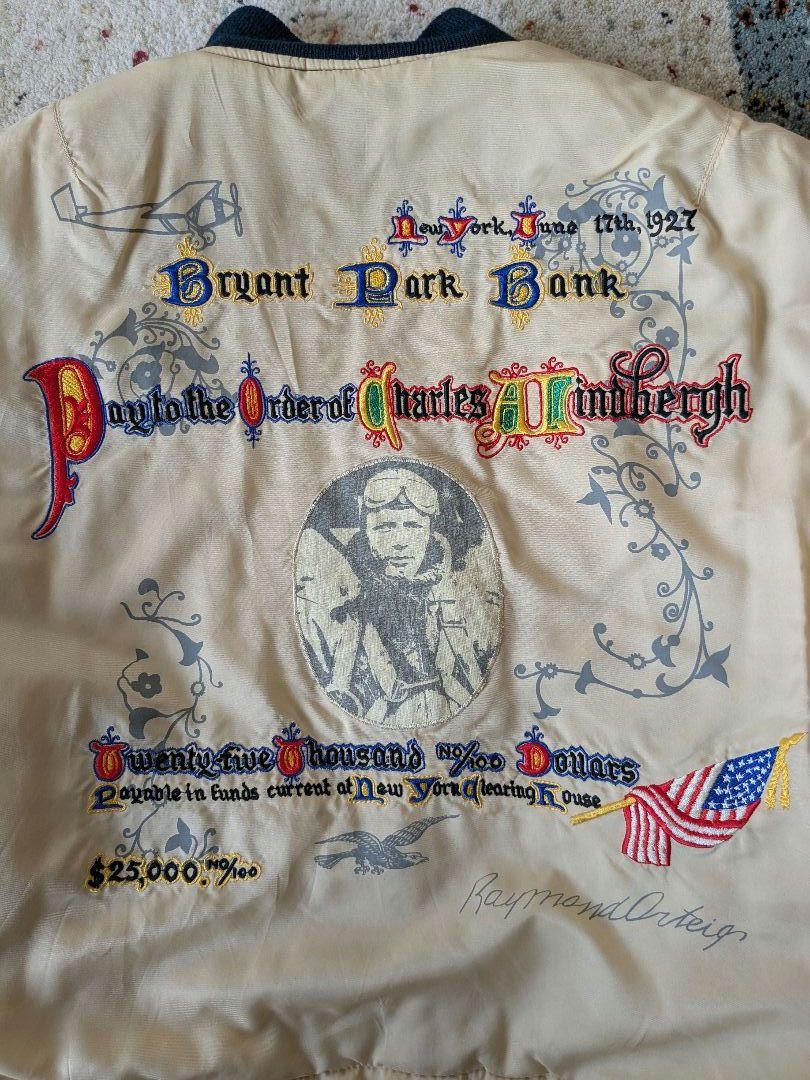 New York, June 17th, 1927
Bryant Park Bank
Pay to the Order of Charles A Lindbergh
Twenty-five Thousand NO/100 Dollars
Payable in Funds current at New York Clearing House
$25,000.NO/100
Raymond Orteig